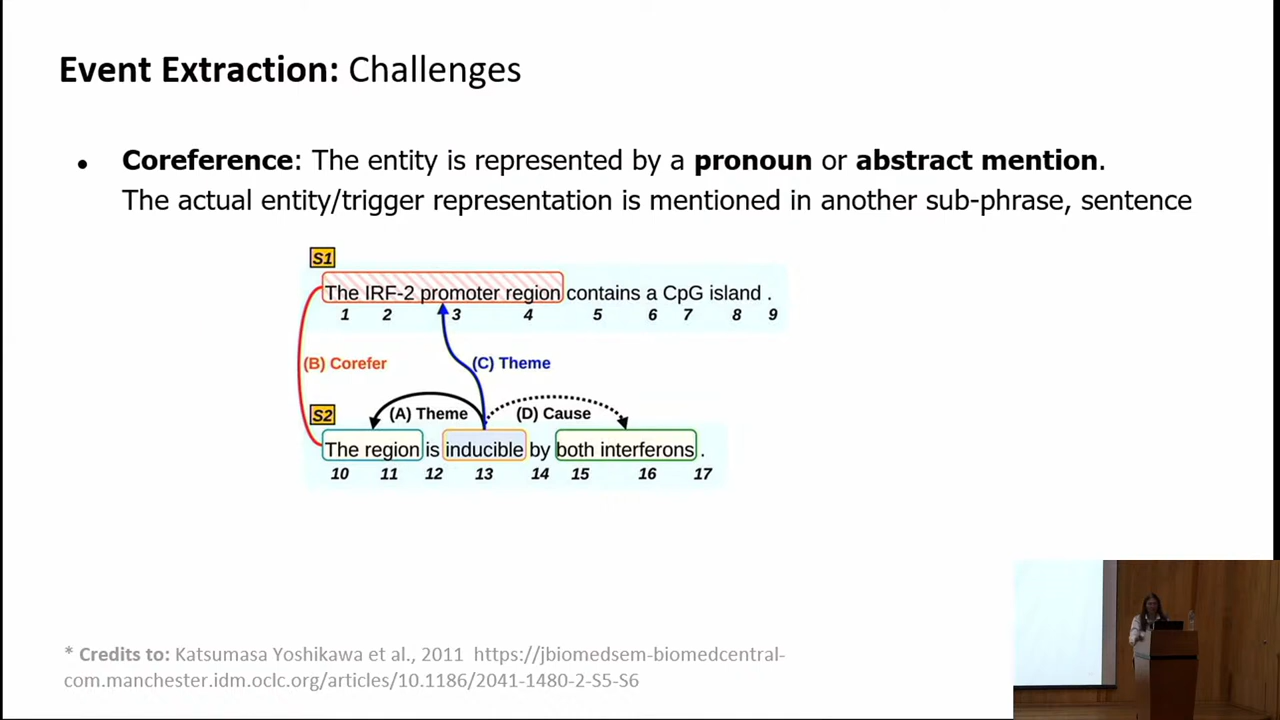 Event Extraction: Challenges
• Coreference: The entity is represented by a pronoun or abstract mention.
The actual entity/trigger representation is mentioned in another sub-phrase, sentence
S1
The IRF-2 promoter region contains a CpG island .
1 2 3 4 5 6 7 8 9
(B) Corefer (C) Theme
S2 (A) Theme (D) Cause
The region is inducible by both interferons .
10 11 12 13 14 15 16 17
* Credits to: Katsumasa Yoshikawa et al., 2011 https://jbiomedsem-biomedcentral-
com.manchester.idm.oclc.org/articles/10.1186/2041-1480-2-S5-S6